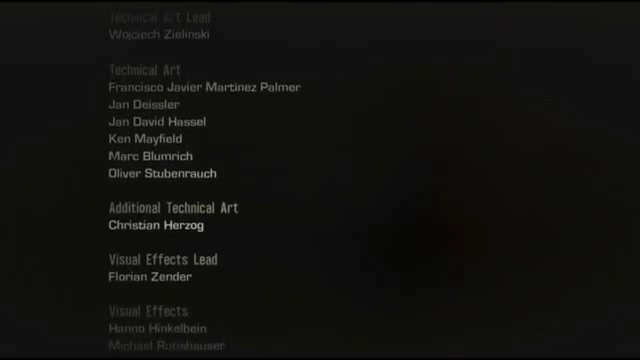 Technical Art Lead
Wojciech Zielinski
Technical Art
Francisco Javier Martinez Palmer
Jan Deissler
Jan David Hassel
Ken Mayfield
Marc Blumrich
Oliver Stubenrauch
Additional Technical Art
Christian Herzog
Visual Effects Lead
Florian Zender
Visual Effects
Hanno Hinkelbein
Michael Rutishauser